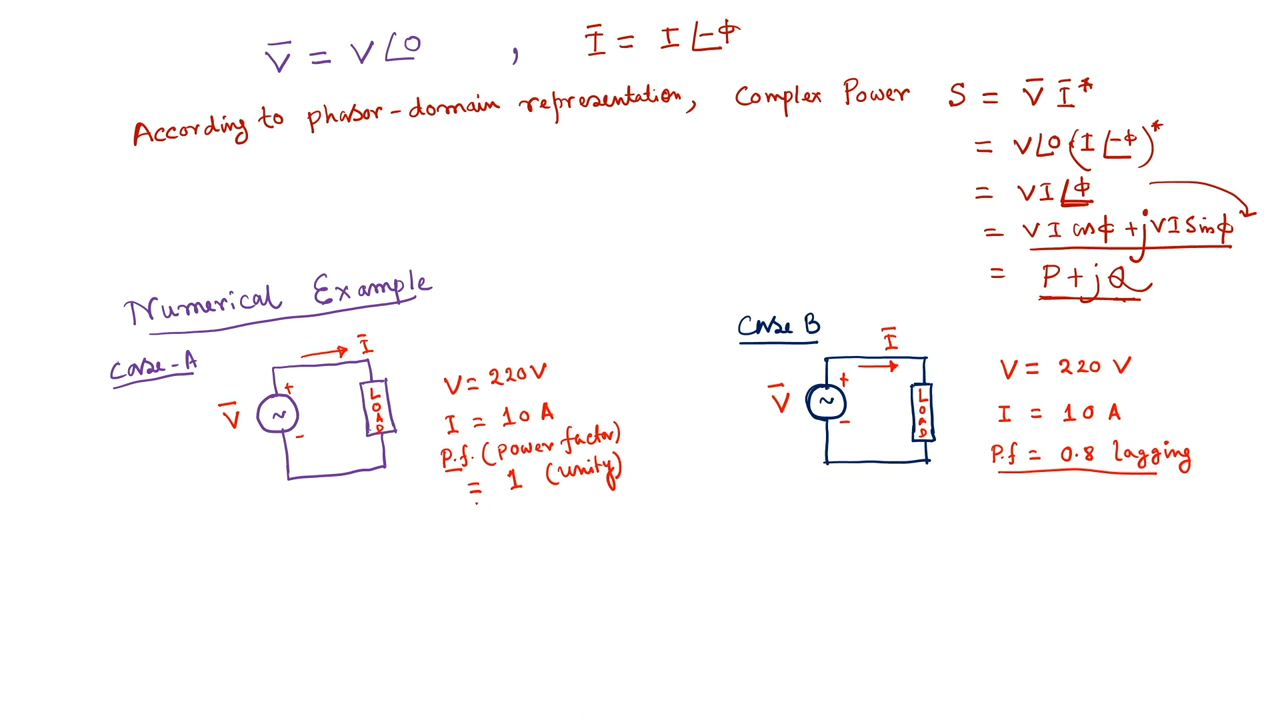 V̄ = V∠0 , Ī = I∠-ϕ
According to phasor-domain representation, Complex Power S = V̄ Ī*
= V∠0 (I∠-ϕ)*
= VI∠ϕ
= VI cosϕ + jVI Sinϕ
= P + jQ
Numerical Example
Case-A
Ī
V̄
+
-
LOAD
V = 220V
I = 10 A
P.f. (Power factor)
= 1 (unity)
Case B
Ī
V̄
+
-
LOAD
V = 220 V
I = 10 A
P.f = 0.8 lagging